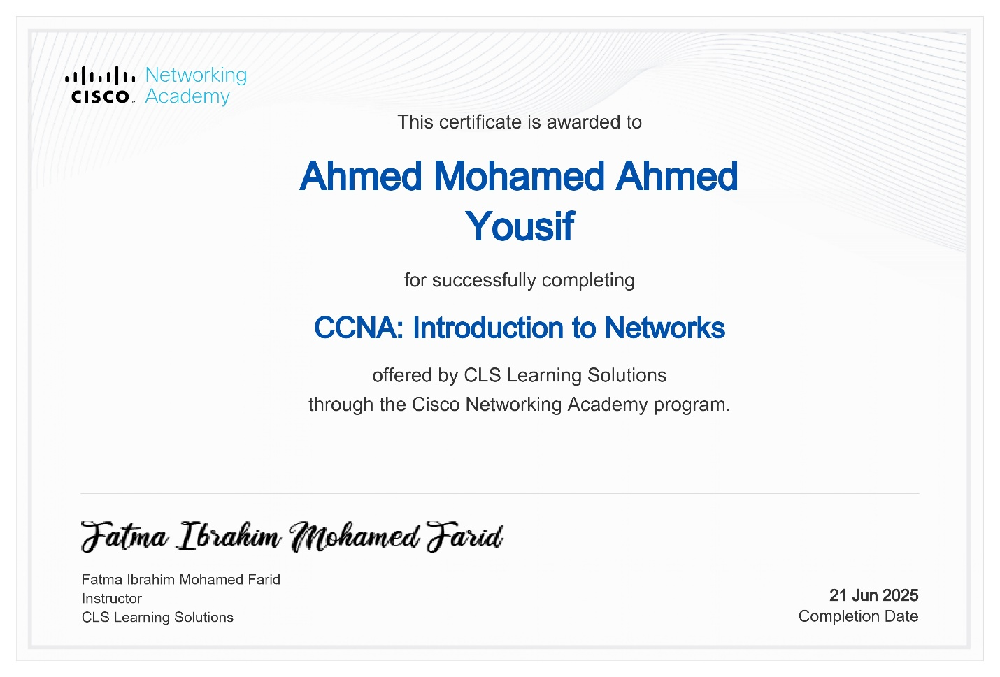 Networking
CISCO Academy
This certificate is awarded to
Ahmed Mohamed Ahmed
Yousif
for successfully completing
CCNA: Introduction to Networks
offered by CLS Learning Solutions
through the Cisco Networking Academy program.
Fatma Ibrahim Mohamed Farid
Fatma Ibrahim Mohamed Farid
Instructor
CLS Learning Solutions
21 Jun 2025
Completion Date